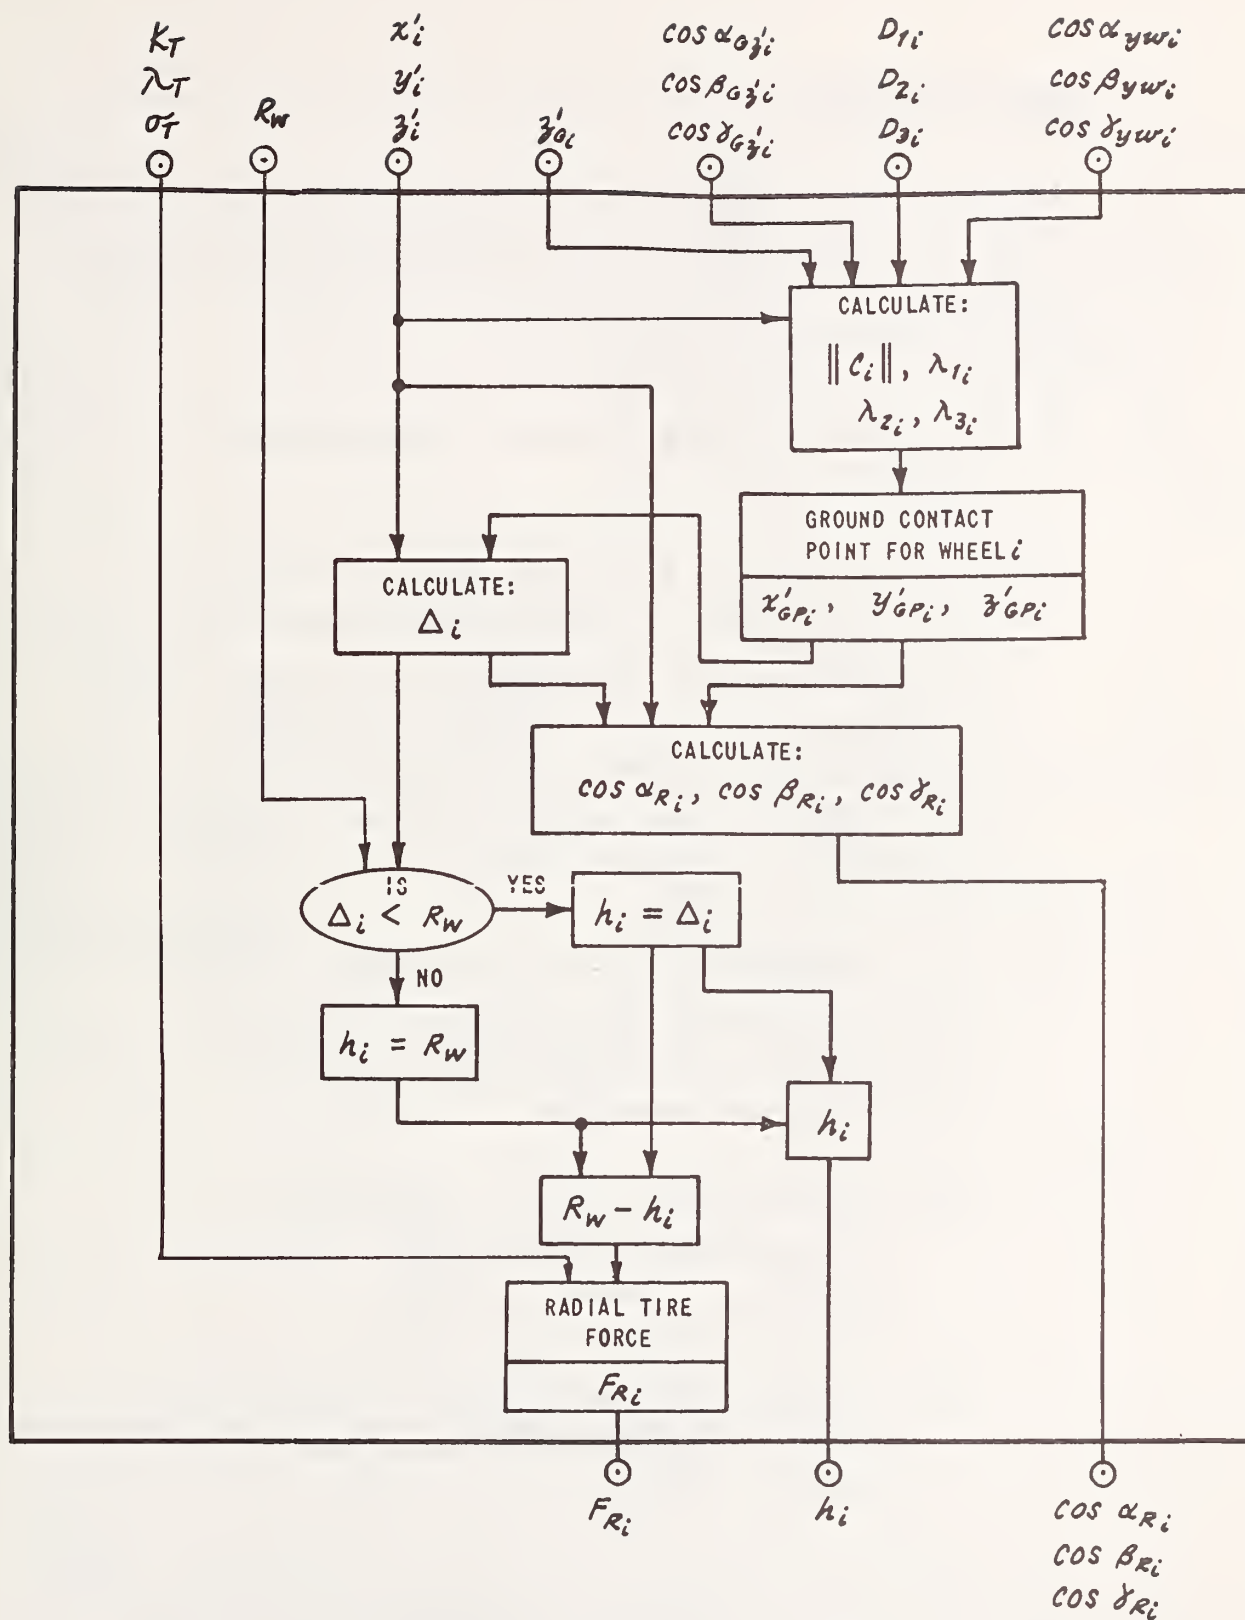 K_T
λ_T
σ_T
R_W
x'_i
y'_i
z'_i
z'_{G_i}
cos α_{Gz'_i}
cos β_{Gz'_i}
cos γ_{Gz'_i}
D_{1i}
D_{2i}
D_{3i}
cos α_{yw_i}
cos β_{yw_i}
cos γ_{yw_i}
CALCULATE:
‖C_i‖, λ_{1i}
λ_{2i}, λ_{3i}
GROUND CONTACT
POINT FOR WHEEL i
x'_{GP_i}, y'_{GP_i}, z'_{GP_i}
CALCULATE:
Δ_i
CALCULATE:
cos α_{R_i}, cos β_{R_i}, cos γ_{R_i}
IS
Δ_i < R_W
YES
h_i = Δ_i
NO
h_i = R_W
h_i
R_W - h_i
RADIAL TIRE
FORCE
F_{R_i}
F_{R_i}
h_i
cos α_{R_i}
cos β_{R_i}
cos γ_{R_i}